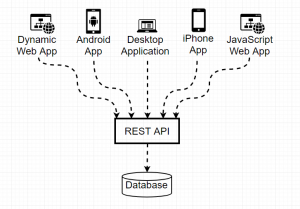 Dynamic
Web App
Android
App
Desktop
Application
iPhone
App
JavaScript
Web App
REST API
Database